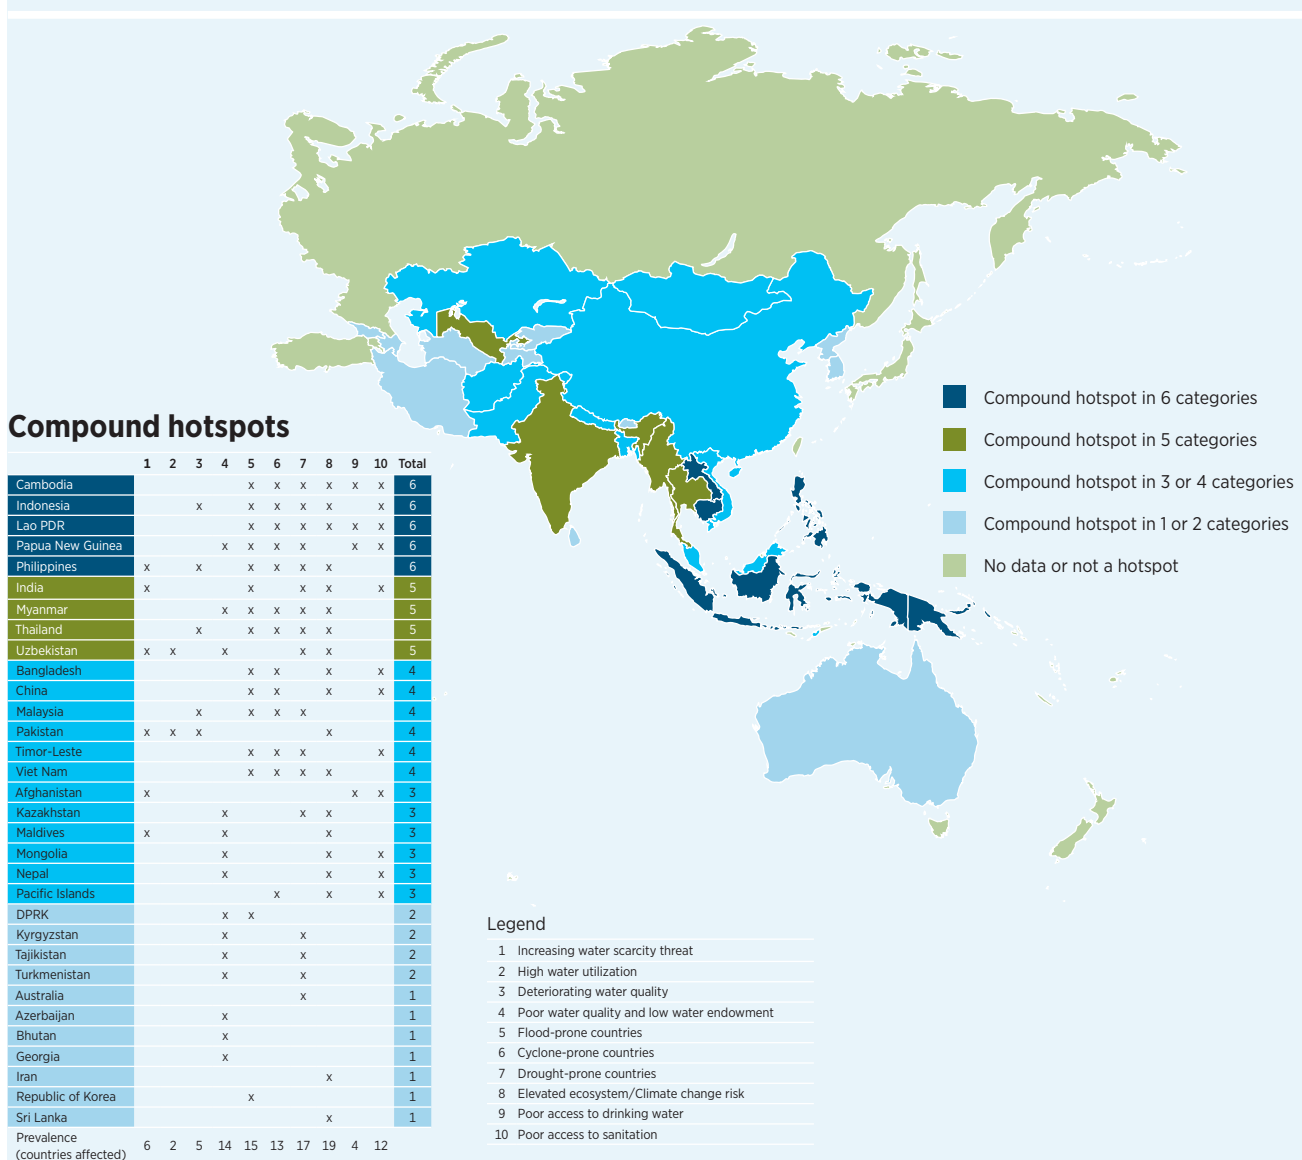 Compound hotspots
1 2 3 4 5 6 7 8 9 10 Total
Cambodia x x x x x x 6
Indonesia x x x x x x 6
Lao PDR x x x x x x 6
Papua New Guinea x x x x x x 6
Philippines x x x x x x 6
India x x x x x 5
Myanmar x x x x x 5
Thailand x x x x x 5
Uzbekistan x x x x x 5
Bangladesh x x x x 4
China x x x x 4
Malaysia x x x x 4
Pakistan x x x x 4
Timor-Leste x x x x 4
Viet Nam x x x x 4
Afghanistan x x x 3
Kazakhstan x x x 3
Maldives x x x 3
Mongolia x x x 3
Nepal x x x 3
Pacific Islands x x x 3
DPRK x x 2
Kyrgyzstan x x 2
Tajikistan x x 2
Turkmenistan x x 2
Australia x 1
Azerbaijan x 1
Bhutan x 1
Georgia x 1
Iran x 1
Republic of Korea x 1
Sri Lanka x 1
Prevalence
(countries affected) 6 2 5 14 15 13 17 19 4 12
Compound hotspot in 6 categories
Compound hotspot in 5 categories
Compound hotspot in 3 or 4 categories
Compound hotspot in 1 or 2 categories
No data or not a hotspot
Legend
1 Increasing water scarcity threat
2 High water utilization
3 Deteriorating water quality
4 Poor water quality and low water endowment
5 Flood-prone countries
6 Cyclone-prone countries
7 Drought-prone countries
8 Elevated ecosystem/Climate change risk
9 Poor access to drinking water
10 Poor access to sanitation